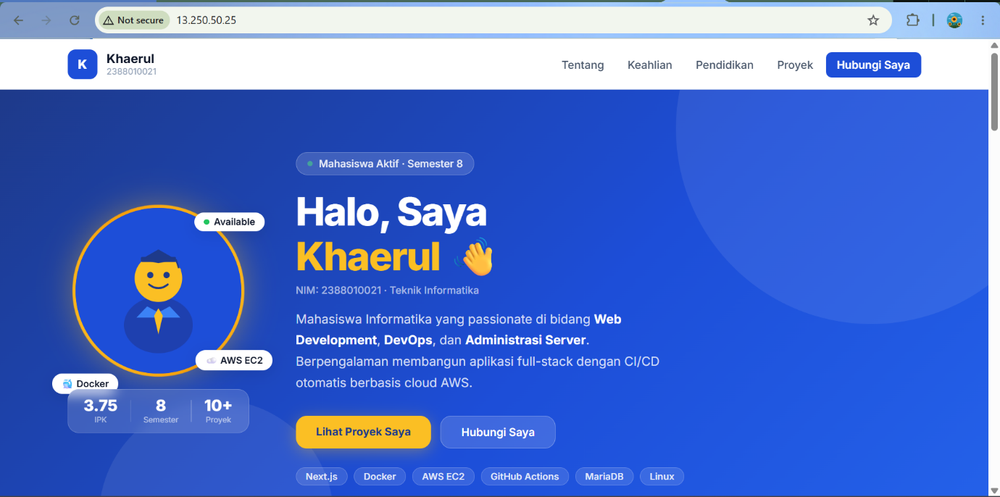 Not secure
13.250.50.25
K
Khaerul
2388010021
Tentang
Keahlian
Pendidikan
Proyek
Hubungi Saya
Available
AWS EC2
Docker
3.75
IPK
8
Semester
10+
Proyek
Mahasiswa Aktif · Semester 8
Halo, Saya
Khaerul 👋
NIM: 2388010021 · Teknik Informatika
Mahasiswa Informatika yang passionate di bidang Web
Development, DevOps, dan Administrasi Server.
Berpengalaman membangun aplikasi full-stack dengan CI/CD
otomatis berbasis cloud AWS.
Lihat Proyek Saya
Hubungi Saya
Next.js
Docker
AWS EC2
GitHub Actions
MariaDB
Linux